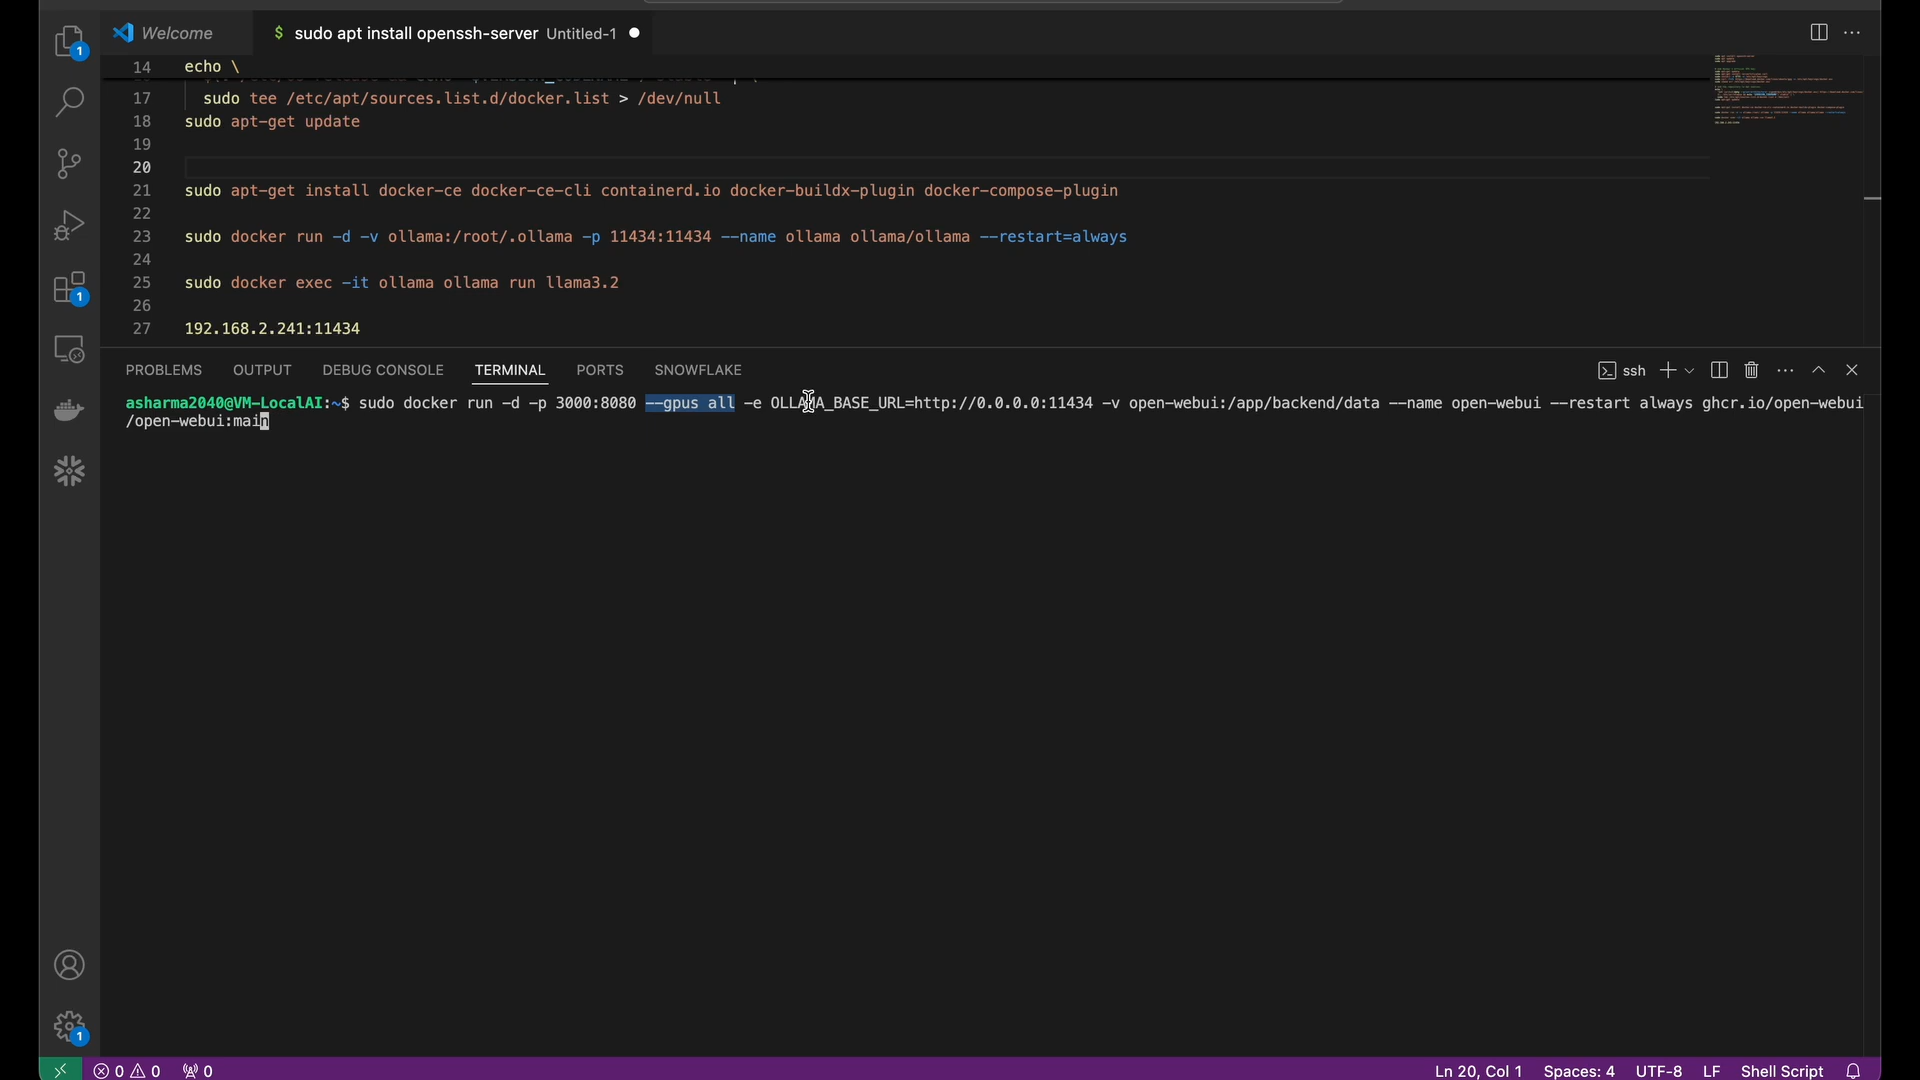 1
Welcome
$ sudo apt install openssh-server Untitled-1
14 echo \
17 sudo tee /etc/apt/sources.list.d/docker.list > /dev/null
18 sudo apt-get update
19
20
21 sudo apt-get install docker-ce docker-ce-cli containerd.io docker-buildx-plugin docker-compose-plugin
22
23 sudo docker run -d -v ollama:/root/.ollama -p 11434:11434 --name ollama ollama/ollama --restart=always
24
25 sudo docker exec -it ollama ollama run llama3.2
26
27 192.168.2.241:11434
1
PROBLEMS OUTPUT DEBUG CONSOLE TERMINAL PORTS SNOWFLAKE
ssh
asharma2040@VM-LocalAI:~$ sudo docker run -d -p 3000:8080 --gpus all -e OLLAMA_BASE_URL=http://0.0.0.0:11434 -v open-webui:/app/backend/data --name open-webui --restart always ghcr.io/open-webui
/open-webui:main
1
0 0 0
Ln 20, Col 1 Spaces: 4 UTF-8 LF Shell Script